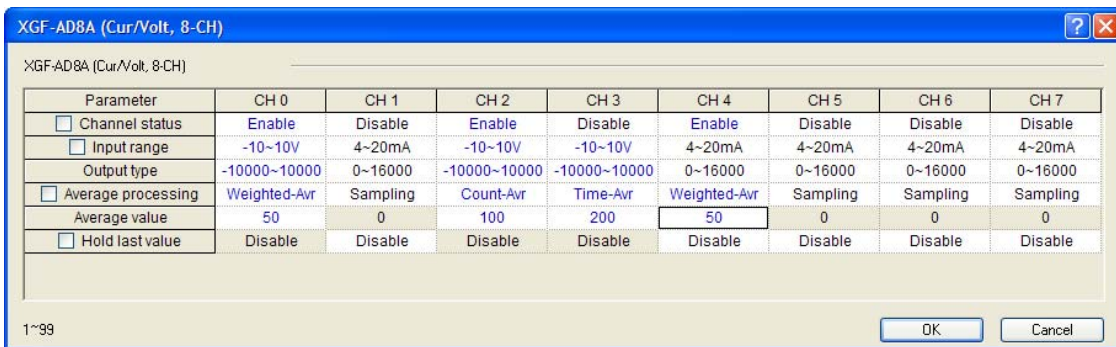 XGF-AD8A (Cur/Volt, 8-CH)
XGF-AD8A (Cur/Volt, 8-CH)
Parameter CH 0 CH 1 CH 2 CH 3 CH 4 CH 5 CH 6 CH 7
Channel status Enable Disable Enable Disable Enable Disable Disable Disable
Input range -10~10V 4~20mA -10~10V -10~10V 4~20mA 4~20mA 4~20mA 4~20mA
Output type -10000~10000 0~16000 -10000~10000 -10000~10000 0~16000 0~16000 0~16000 0~16000
Average processing Weighted-Avr Sampling Count-Avr Time-Avr Weighted-Avr Sampling Sampling Sampling
Average value 50 0 100 200 50 0 0 0
Hold last value Disable Disable Disable Disable Disable Disable Disable Disable
1~99 OK Cancel